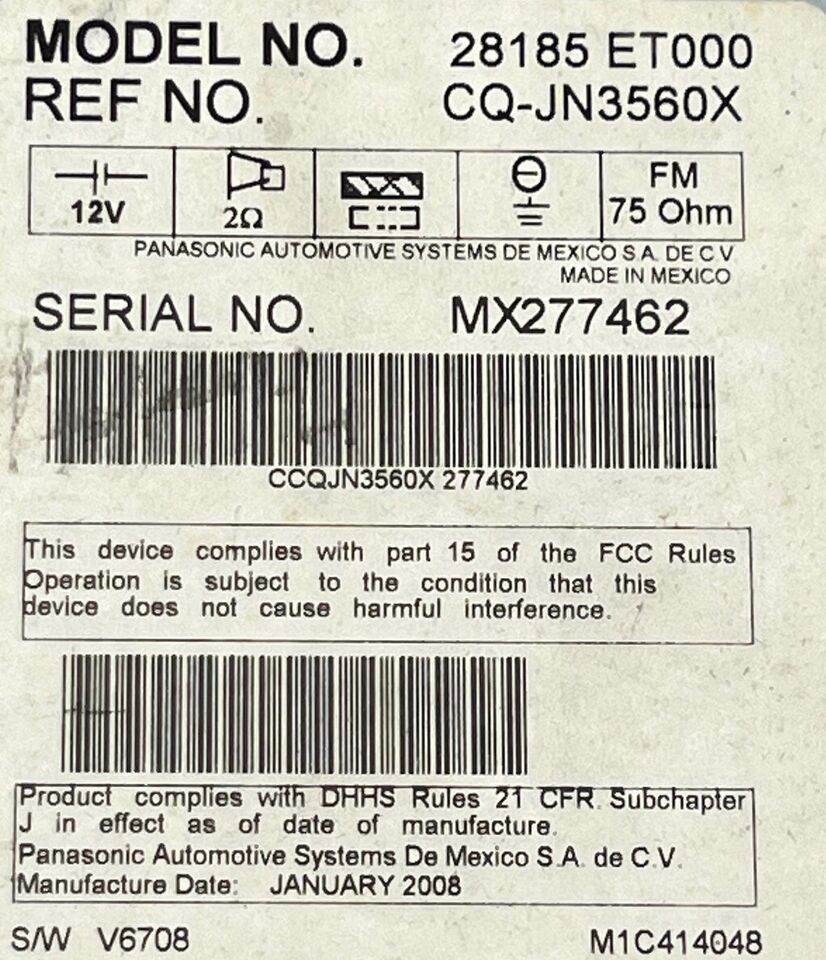 MODEL NO. 28185 ET000
REF NO. CQ-JN3560X
12V 2Ω FM 75 Ohm
PANASONIC AUTOMOTIVE SYSTEMS DE MEXICO S A. DE C.V
MADE IN MEXICO
SERIAL NO. MX277462
CCQJN3560X 277462
This device complies with part 15 of the FCC Rules
Operation is subject to the condition that this
device does not cause harmful interference.
Product complies with DHHS Rules 21 CFR. Subchapter
J in effect as of date of manufacture.
Panasonic Automotive Systems De Mexico S.A. de C.V.
Manufacture Date: JANUARY 2008
S/W V6708 M1C414048